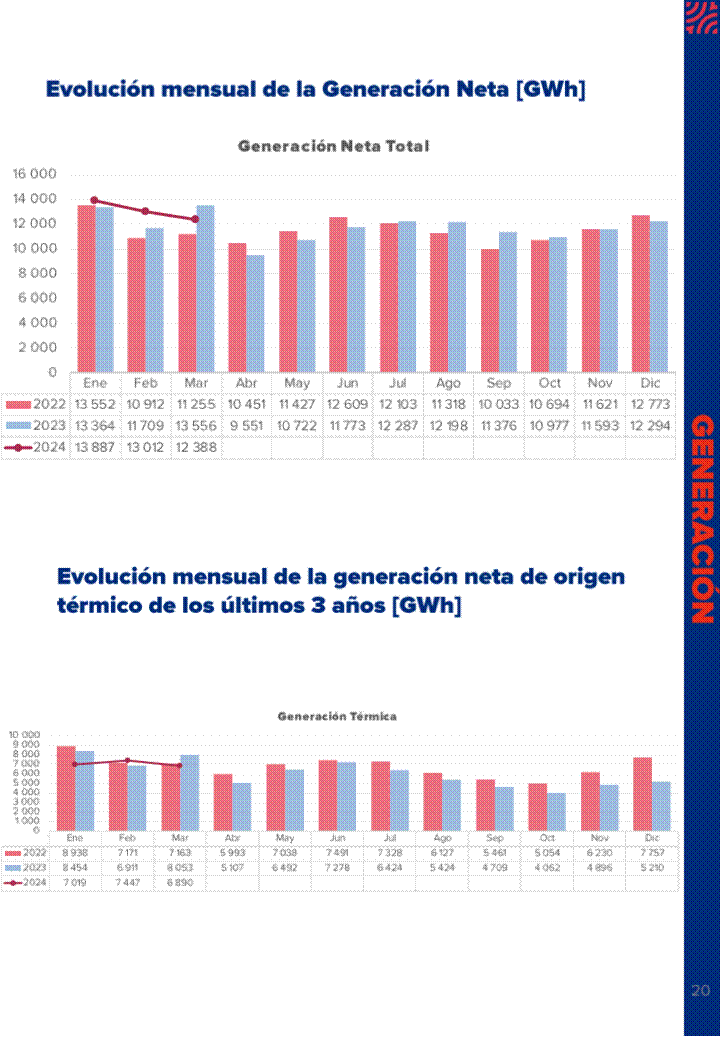 Evolución mensual de la Generación Neta [GWh]
Generación Neta Total
16 000
14 000
12 000
10 000
8 000
6 000
4 000
2 000
0
Ene Feb Mar Abr May Jun Jul Ago Sep Oct Nov Dic
2022 13 552 10 912 11 255 10 451 11 427 12 609 12 103 11 318 10 033 10 694 11 621 12 773
2023 13 364 11 709 13 556 9 551 10 722 11 773 12 287 12 198 11 376 10 977 11 593 12 294
2024 13 887 13 012 12 388
GENERACIÓN
Evolución mensual de la generación neta de origen
térmico de los últimos 3 años [GWh]
Generación Térmica
10 000
9 000
8 000
7 000
6 000
5 000
4 000
3 000
2 000
1 000
0
Ene Feb Mar Abr May Jun Jul Ago Sep Oct Nov Dic
2022 8 938 7 171 7 163 5 993 7 038 7 491 7 328 6 127 5 461 5 054 6 230 7 757
2023 8 454 6 911 8 053 5 107 6 492 7 278 6 424 5 424 4 709 4 062 4 896 5 210
2024 7 019 7 447 6 890
20